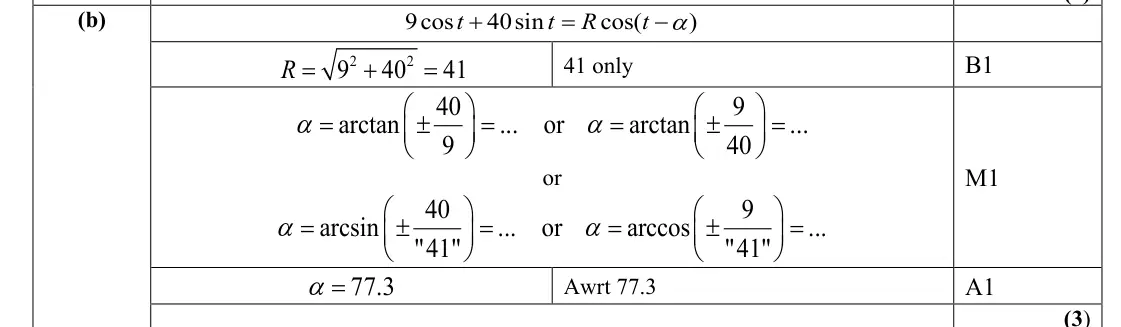 (b)
9 cos t + 40 sin t = R cos(t − α)
R = √(9² + 40²) = 41 41 only B1
α = arctan(± 40/9) = ... or α = arctan(± 9/40) = ...
or
M1
α = arcsin(± 40/"41") = ... or α = arccos(± 9/"41") = ...
α = 77.3 Awrt 77.3 A1
(3)